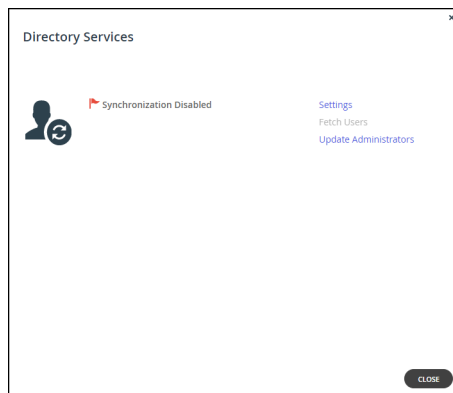 Directory Services
Synchronization Disabled
Settings
Fetch Users
Update Administrators
CLOSE